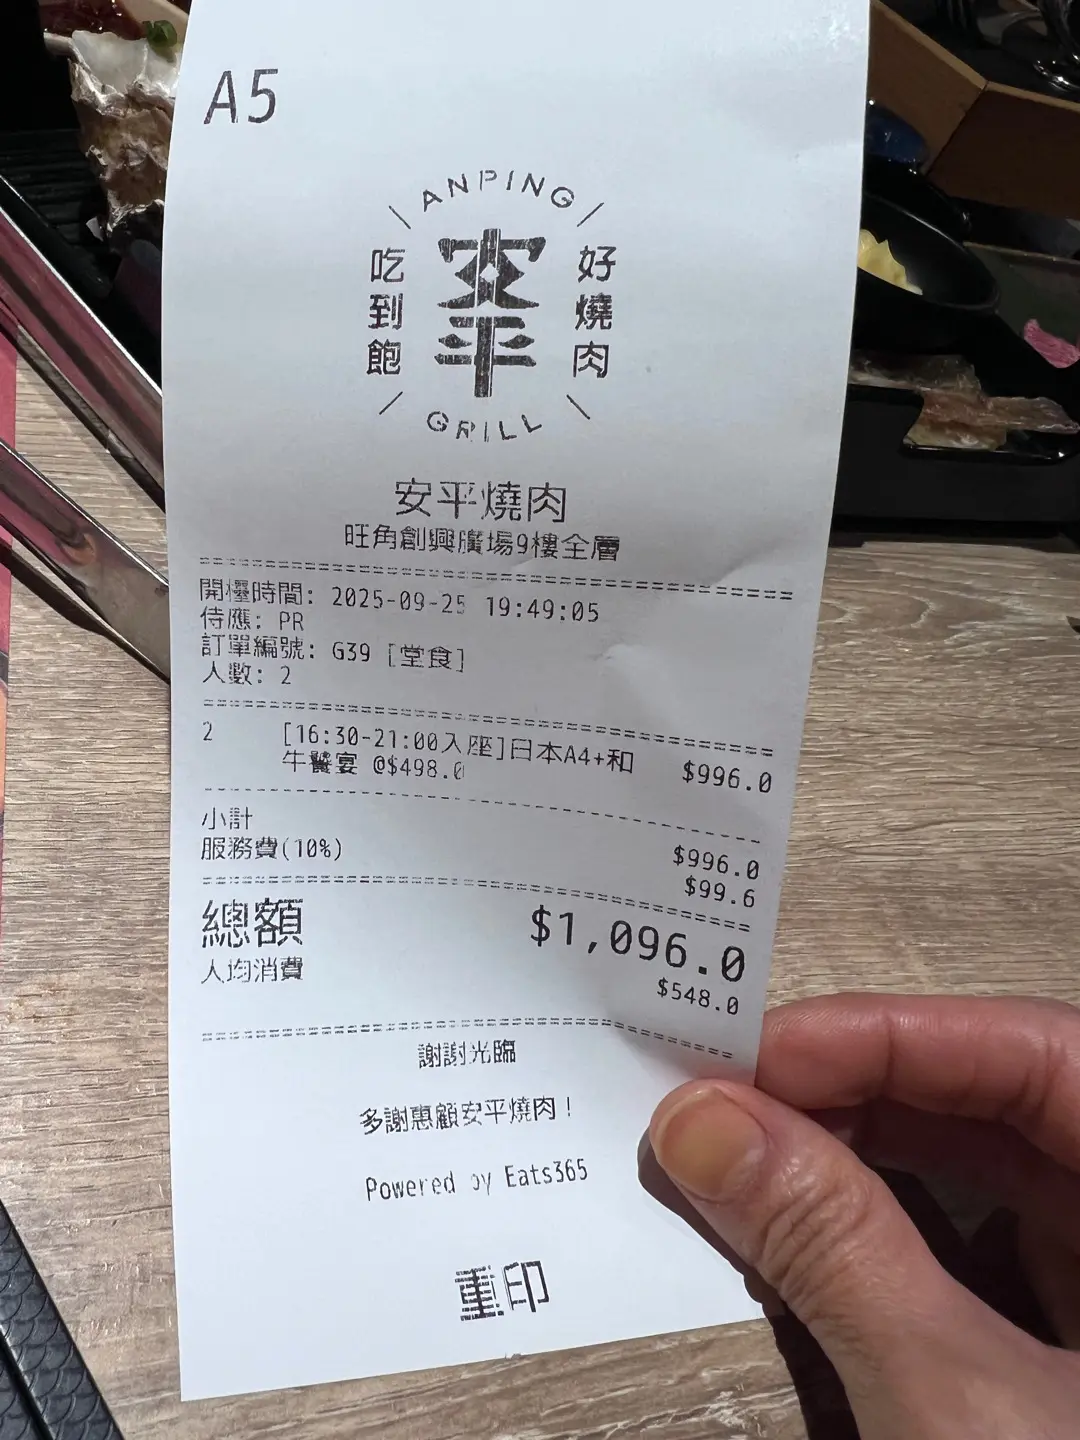 A5
ANPING
吃到飽
安平
好燒肉
GRILL
安平燒肉
旺角創興廣場9樓全層
開檯時間: 2025-09-25 19:49:05
侍應: PR
訂單編號: G39 [堂食]
人數: 2
2 [16:30-21:00入座]日本A4+和 $996.0
牛饗宴 @$498.0
小計 $996.0
服務費(10%) $99.6
總額 $1,096.0
人均消費 $548.0
謝謝光臨
多謝惠顧安平燒肉！
Powered by Eats365
重印